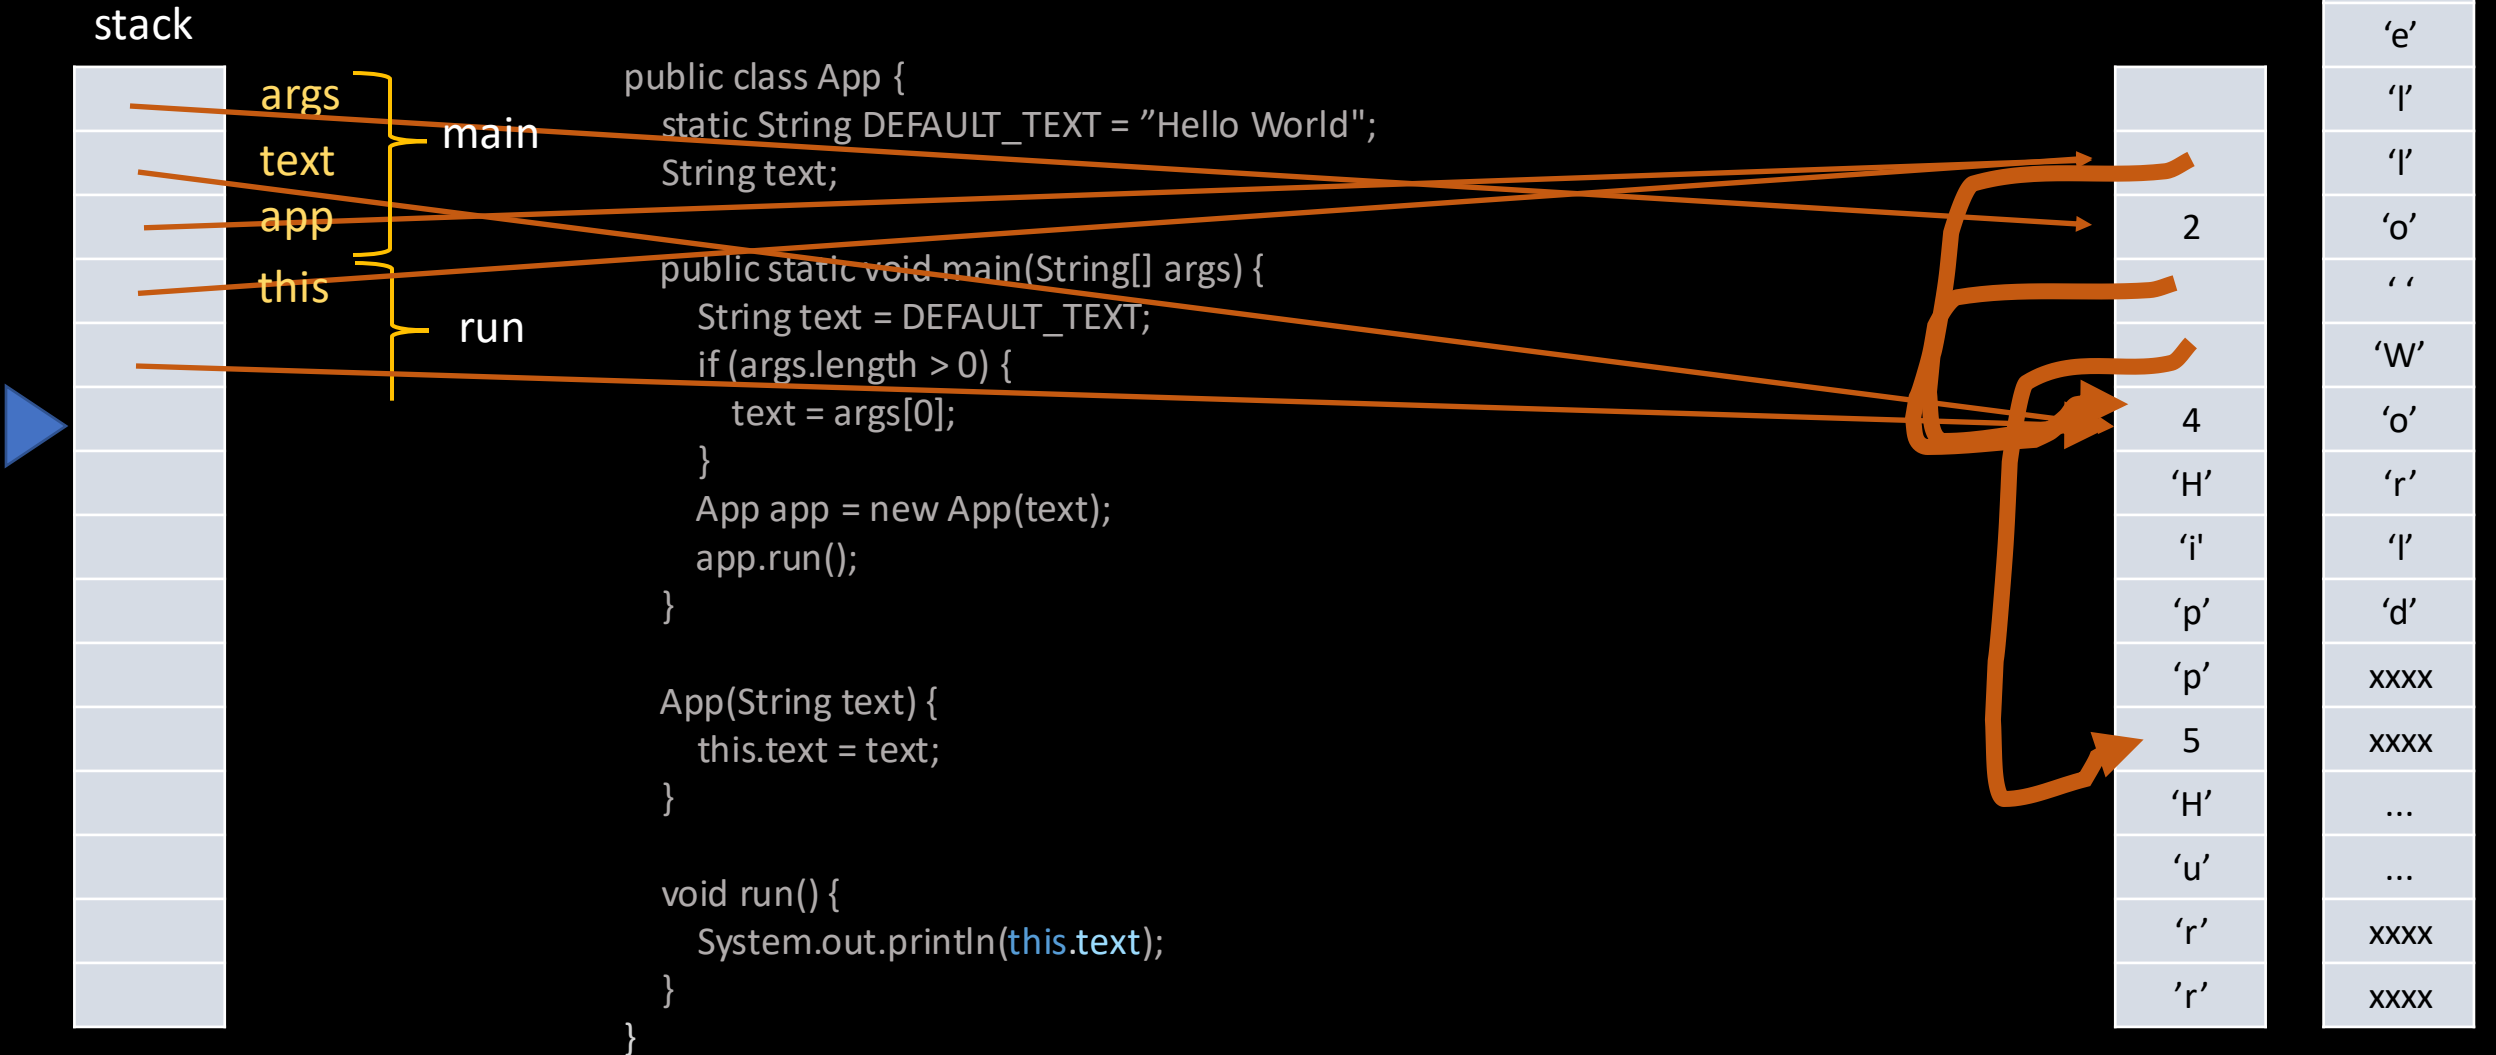 stack
args
text
app
this
main
run
public class App {
static String DEFAULT_TEXT = ”Hello World";
String text;
public static void main(String[] args) {
String text = DEFAULT_TEXT;
if (args.length > 0) {
text = args[0];
}
App app = new App(text);
app.run();
}
App(String text) {
this.text = text;
}
void run() {
System.out.println(this.text);
}
}
2
4
‘H’
‘i'
‘p’
‘p’
5
‘H’
‘u’
‘r’
’r’
‘e’
‘l’
‘l’
‘o’
‘ ‘
‘W’
‘o’
‘r’
‘l’
‘d’
xxxx
xxxx
...
...
xxxx
xxxx